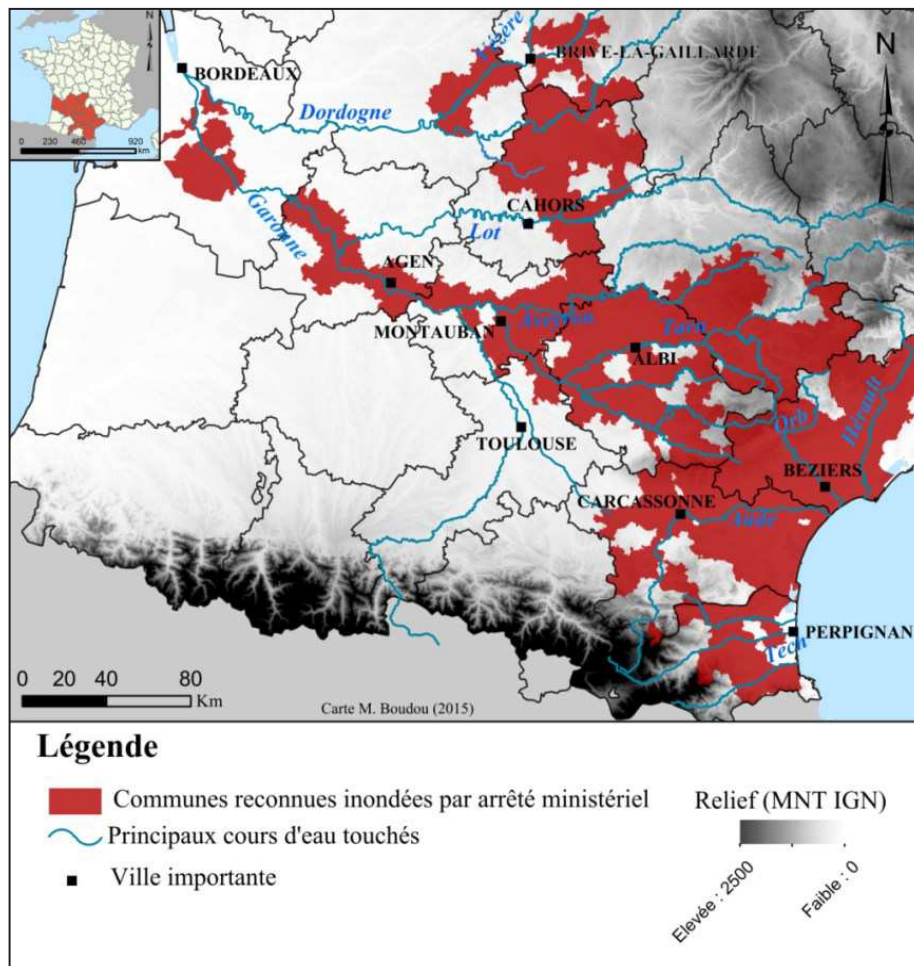 N
0 230 460 920
km
N
BORDEAUX
Vézère
BRIVE-LA-GAILLARDE
Dordogne
Garonne
CAHORS
Lot
AGEN
MONTAUBAN
Aveyron
Tarn
ALBI
Orb
Hérault
TOULOUSE
BEZIERS
CARCASSONNE
Aude
PERPIGNAN
Tech
0 20 40 80
Km
Carte M. Boudou (2015)
Légende
Communes reconnues inondées par arrêté ministériel
Principaux cours d'eau touchés
Ville importante
Relief (MNT IGN)
Elevée : 2500
Faible : 0